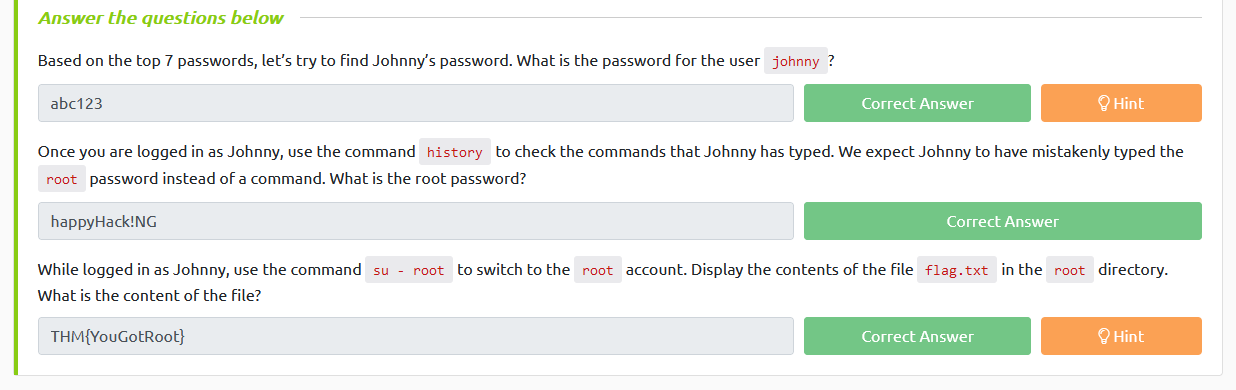 Answer the questions below
Based on the top 7 passwords, let’s try to find Johnny’s password. What is the password for the user johnny?
abc123
Correct Answer
Hint
Once you are logged in as Johnny, use the command history to check the commands that Johnny has typed. We expect Johnny to have mistakenly typed the
root password instead of a command. What is the root password?
happyHack!NG
Correct Answer
While logged in as Johnny, use the command su - root to switch to the root account. Display the contents of the file flag.txt in the root directory.
What is the content of the file?
THM{YouGotRoot}
Correct Answer
Hint